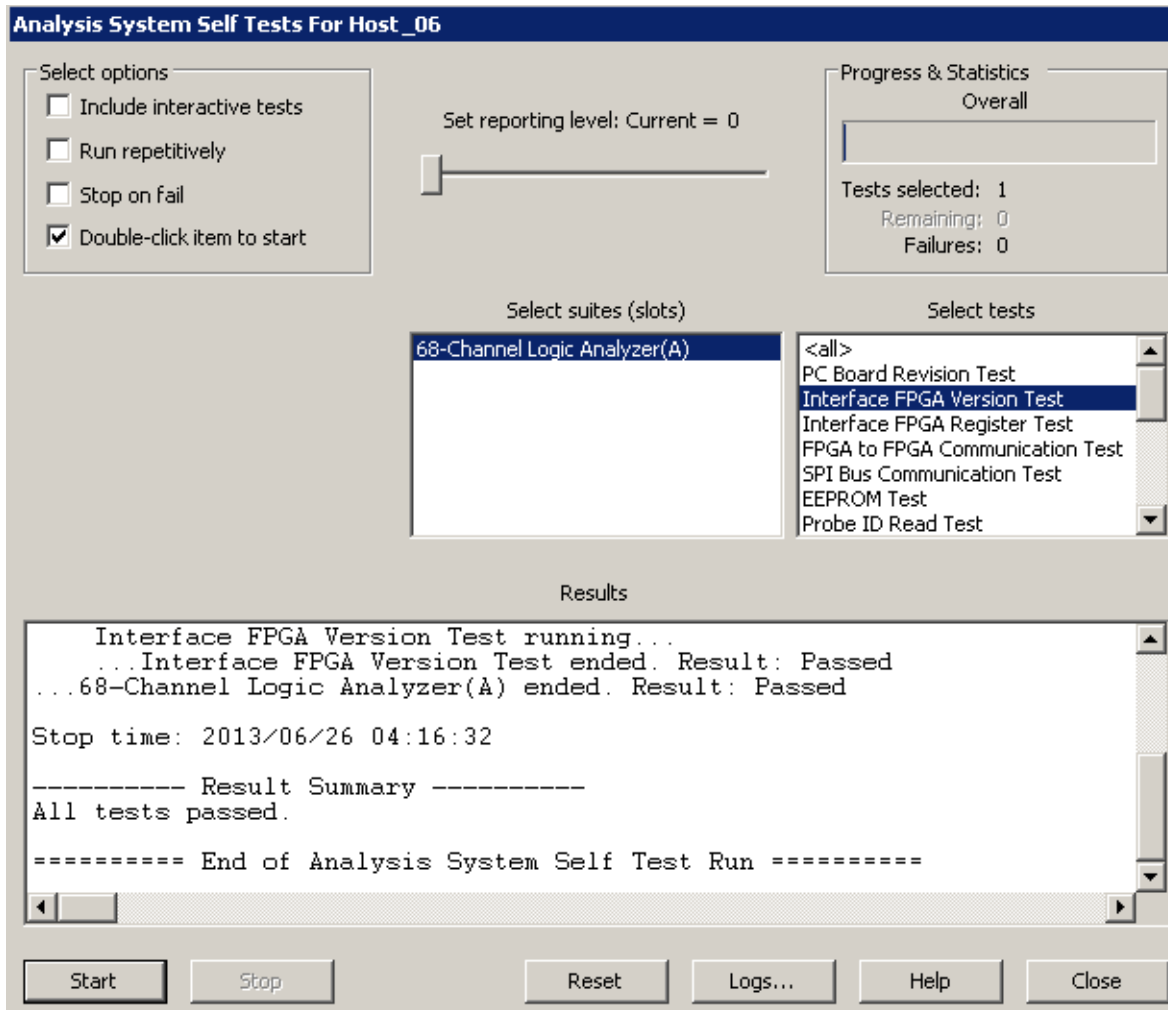 Analysis System Self Tests For Host_06
Select options
Include interactive tests
Run repetitively
Stop on fail
Double-click item to start
Set reporting level: Current = 0
Progress & Statistics
Overall
Tests selected: 1
Remaining: 0
Failures: 0
Select suites (slots)
68-Channel Logic Analyzer(A)
Select tests
<all>
PC Board Revision Test
Interface FPGA Version Test
Interface FPGA Register Test
FPGA to FPGA Communication Test
SPI Bus Communication Test
EEPROM Test
Probe ID Read Test
Results
Interface FPGA Version Test running...
...Interface FPGA Version Test ended. Result: Passed
...68-Channel Logic Analyzer(A) ended. Result: Passed
Stop time: 2013/06/26 04:16:32
---------- Result Summary ----------
All tests passed.
========== End of Analysis System Self Test Run ==========
Start
Stop
Reset
Logs...
Help
Close